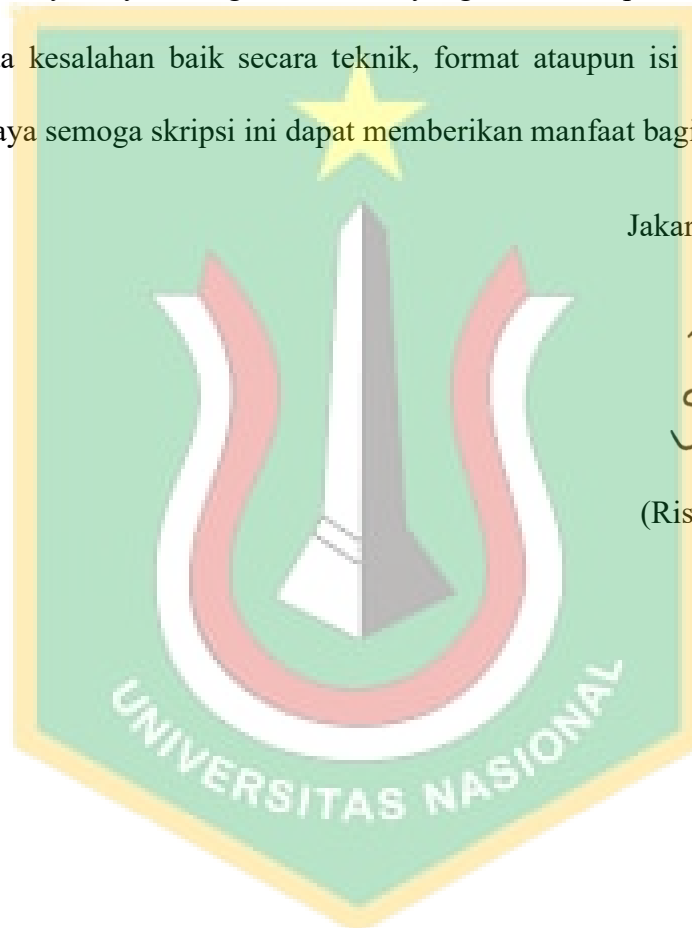 a kesalahan baik secara teknik, format ataupun isi
aya semoga skripsi ini dapat memberikan manfaat bagi
Jakar
(Ris
UNIVERSITAS NASIONAL